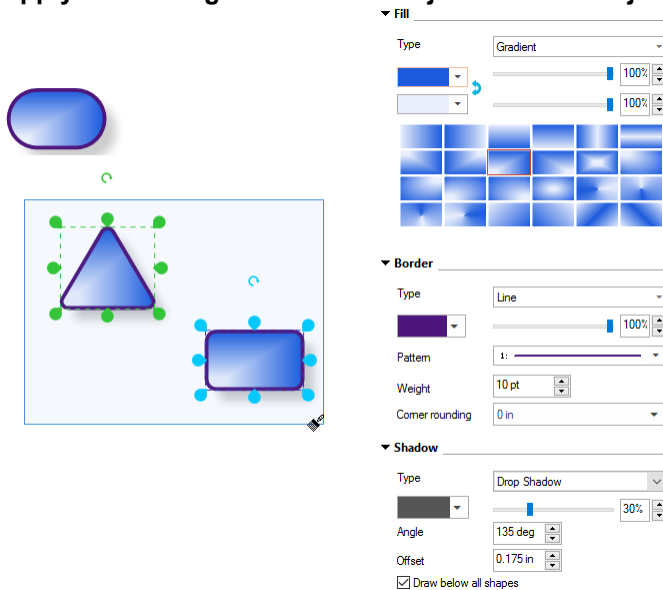 Fill
Type
Gradient
100%
100%
Border
Type
Line
100%
Pattern
1:
Weight
10 pt
Corner rounding
0 in
Shadow
Type
Drop Shadow
30%
Angle
135 deg
Offset
0.175 in
Draw below all shapes